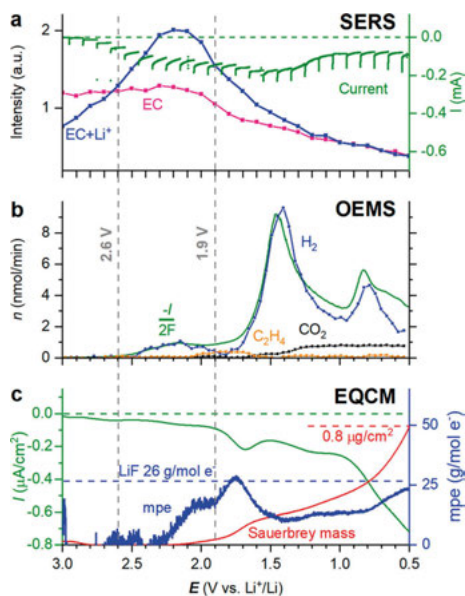 a
SERS
2
0.0
-0.2
-0.4
-0.6
1
Intensity (a.u.)
I (mA)
EC
Current
EC+Li⁺
b
OEMS
8
6
4
2
0
n (nmol/min)
2.6 V
1.9 V
H₂
-I
2F
CO₂
C₂H₄
c
EQCM
0.0
-0.2
-0.4
-0.6
-0.8
I (µA/cm²)
50
25
0
mpe (g/mol e⁻)
0.8 µg/cm²
LiF 26 g/mol e⁻
mpe
Sauerbrey mass
3.0 2.5 2.0 1.5 1.0 0.5
E (V vs. Li⁺/Li)